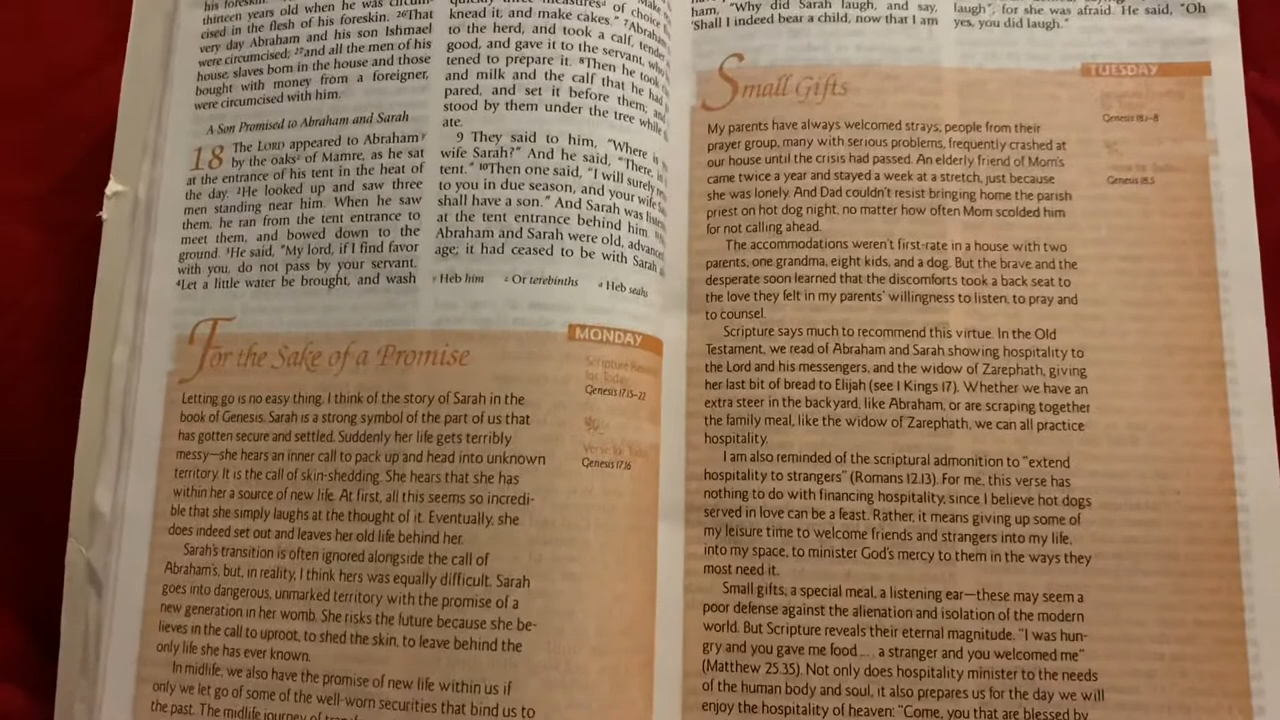 his foreskin.
thirteen years old when he was circum-
cised in the flesh of his foreskin. 26That
very day Abraham and his son Ishmael
were circumcised; 27and all the men of his
house, slaves born in the house and those
bought with money from a foreigner,
were circumcised with him.
A Son Promised to Abraham and Sarah
18 The LORD appeared to Abraham
by the oaks of Mamre, as he sat
at the entrance of his tent in the heat of
the day. 2He looked up and saw three
men standing near him. When he saw
them, he ran from the tent entrance to
meet them, and bowed down to the
ground. 3He said, "My lord, if I find favor
with you, do not pass by your servant.
4Let a little water be brought, and wash
measures of choice
knead it, and make cakes." 7Abraham
to the herd, and took a calf, tender
good, and gave it to the servant, who
tened to prepare it. 8Then he took
and milk and the calf that he had
pared, and set it before them; and
stood by them under the tree while
ate.
9 They said to him, "Where is
wife Sarah?" And he said, "There, in
tent." 10Then one said, "I will surely
to you in due season, and your wife
shall have a son." And Sarah was listen
at the tent entrance behind him.
Abraham and Sarah were old, advanc
age; it had ceased to be with Sarah
y Heb him z Or terebinths a Heb seahs
For the Sake of a Promise
MONDAY
Scripture
for Today
Genesis 17.15–22
Verse for Today
Genesis 17.16
Letting go is no easy thing. I think of the story of Sarah in the
book of Genesis. Sarah is a strong symbol of the part of us that
has gotten secure and settled. Suddenly her life gets terribly
messy—she hears an inner call to pack up and head into unknown
territory. It is the call of skin-shedding. She hears that she has
within her a source of new life. At first, all this seems so incredi-
ble that she simply laughs at the thought of it. Eventually, she
does indeed set out and leaves her old life behind her.
Sarah's transition is often ignored alongside the call of
Abraham's, but, in reality, I think hers was equally difficult. Sarah
goes into dangerous, unmarked territory with the promise of a
new generation in her womb. She risks the future because she be-
lieves in the call to uproot, to shed the skin, to leave behind the
only life she has ever known.
In midlife, we also have the promise of new life within us if
only we let go of some of the well-worn securities that bind us to
the past. The midlife journey of
ham, "Why did Sarah laugh, and say,
'Shall I indeed bear a child, now that I am
laugh", for she was afraid. He said, "Oh
yes, you did laugh."
Small Gifts
TUESDAY
Genesis 18.1–8
Genesis 18.5
My parents have always welcomed strays; people from their
prayer group, many with serious problems, frequently crashed at
our house until the crisis had passed. An elderly friend of Mom's
came twice a year and stayed a week at a stretch, just because
she was lonely. And Dad couldn't resist bringing home the parish
priest on hot dog night, no matter how often Mom scolded him
for not calling ahead.
The accommodations weren't first-rate in a house with two
parents, one grandma, eight kids, and a dog. But the brave and the
desperate soon learned that the discomforts took a back seat to
the love they felt in my parents' willingness to listen, to pray and
to counsel.
Scripture says much to recommend this virtue. In the Old
Testament, we read of Abraham and Sarah showing hospitality to
the Lord and his messengers, and the widow of Zarephath, giving
her last bit of bread to Elijah (see 1 Kings 17). Whether we have an
extra steer in the backyard, like Abraham, or are scraping together
the family meal, like the widow of Zarephath, we can all practice
hospitality.
I am also reminded of the scriptural admonition to "extend
hospitality to strangers" (Romans 12.13). For me, this verse has
nothing to do with financing hospitality, since I believe hot dogs
served in love can be a feast. Rather, it means giving up some of
my leisure time to welcome friends and strangers into my life,
into my space, to minister God's mercy to them in the ways they
most need it.
Small gifts, a special meal, a listening ear—these may seem a
poor defense against the alienation and isolation of the modern
world. But Scripture reveals their eternal magnitude. "I was hun-
gry and you gave me food ... a stranger and you welcomed me"
(Matthew 25.35). Not only does hospitality minister to the needs
of the human body and soul, it also prepares us for the day we will
enjoy the hospitality of heaven: "Come, you that are blessed by